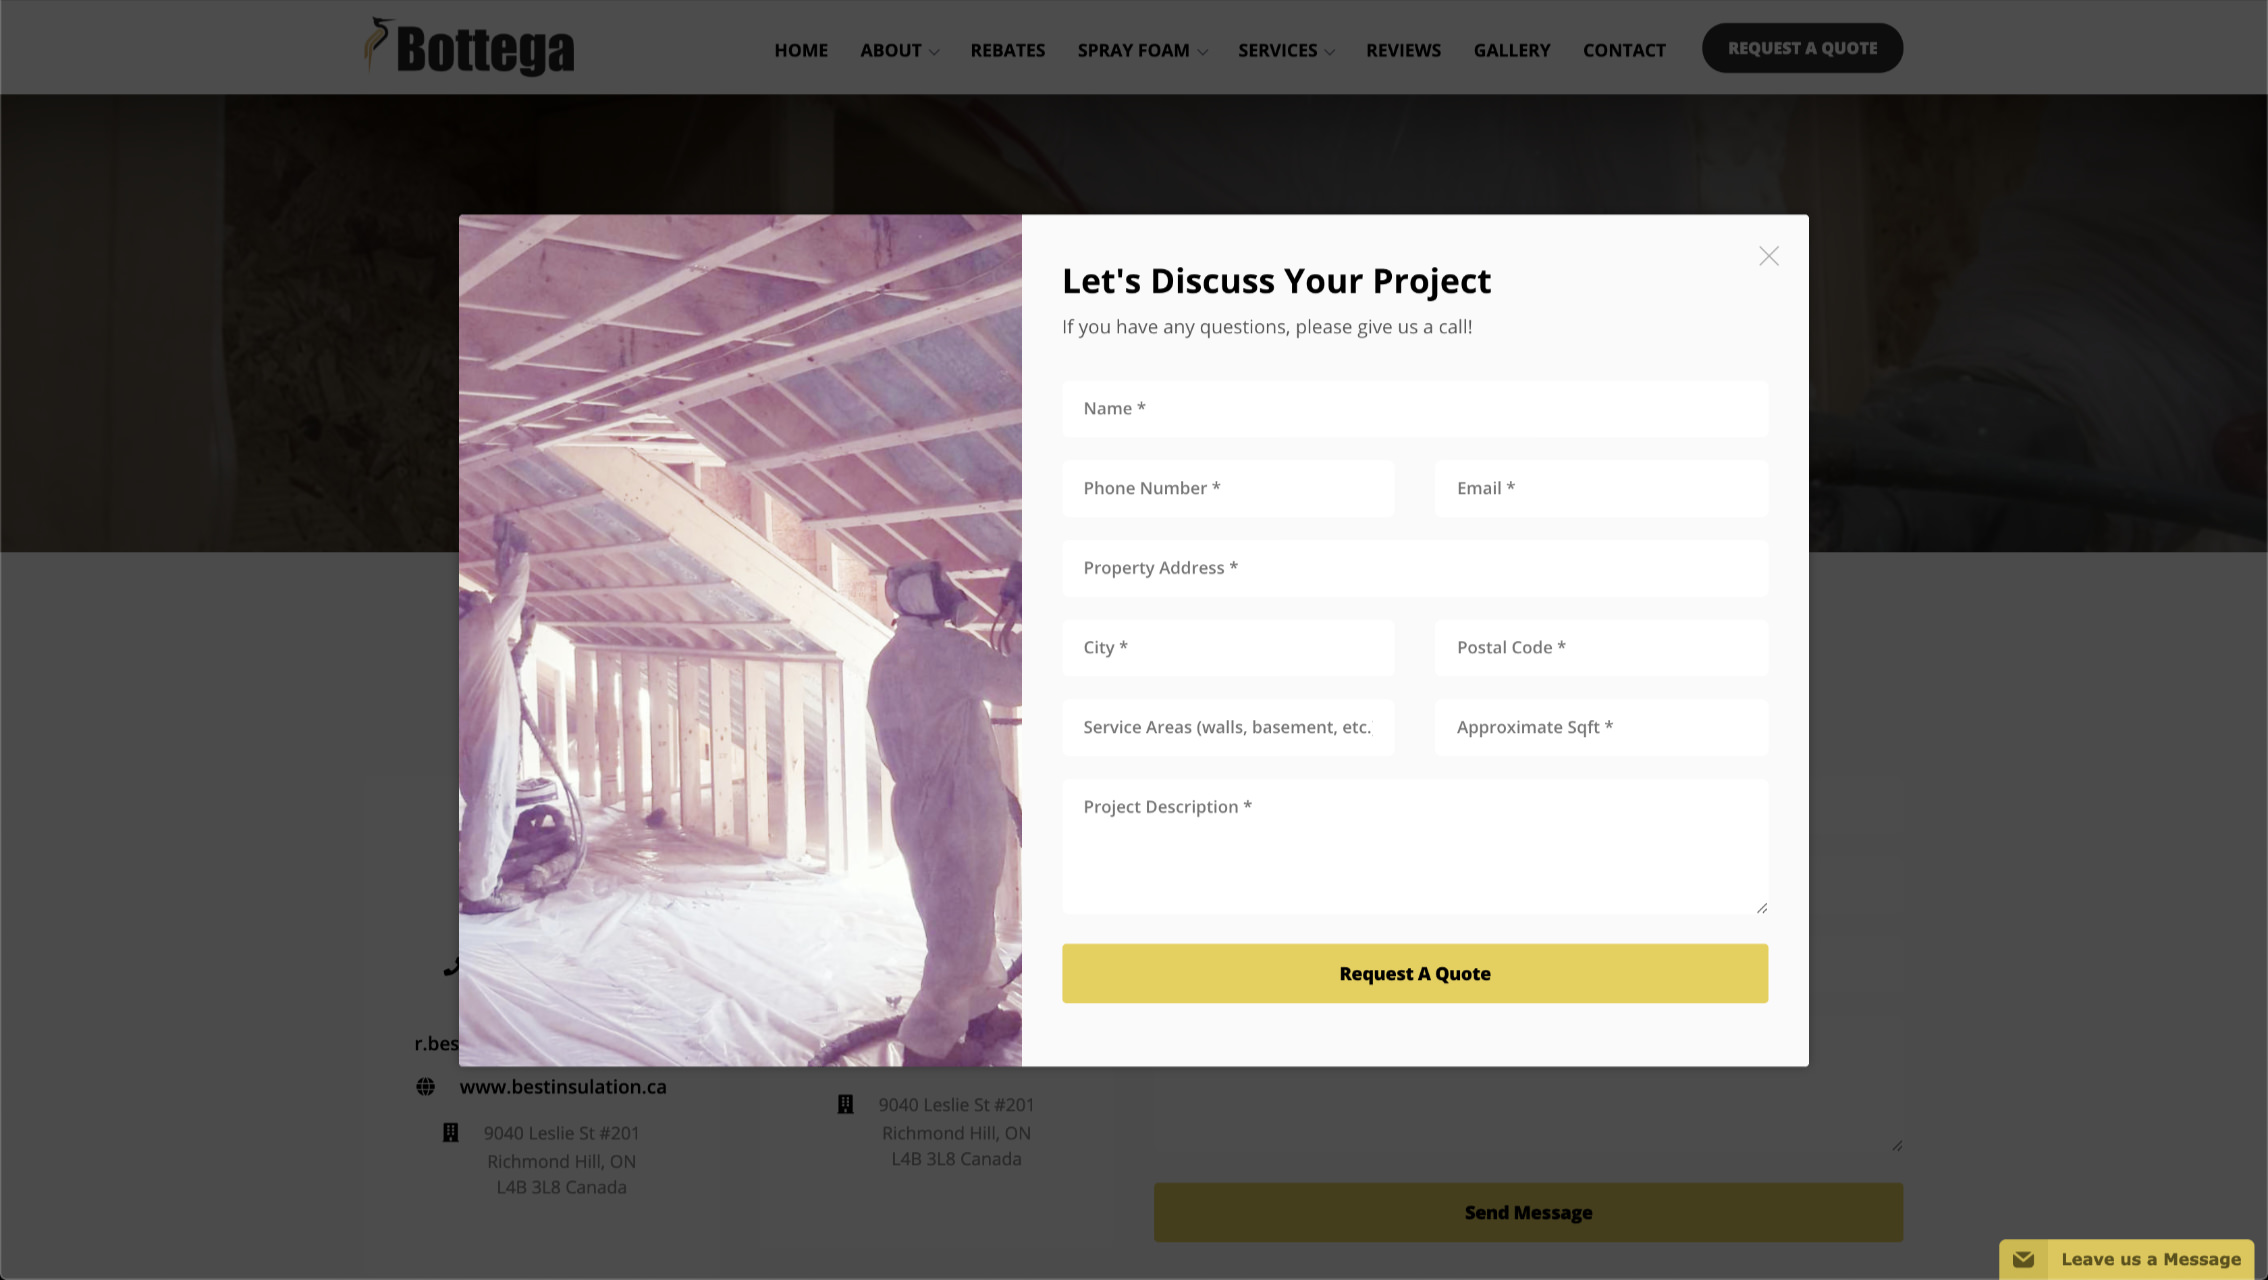 Bottega
HOME
ABOUT
REBATES
SPRAY FOAM
SERVICES
REVIEWS
GALLERY
CONTACT
REQUEST A QUOTE
Let's Discuss Your Project
If you have any questions, please give us a call!
Name *
Phone Number *
Email *
Property Address *
City *
Postal Code *
Service Areas (walls, basement, etc.
Approximate Sqft *
Project Description *
Request A Quote
r.bes
www.bestinsulation.ca
9040 Leslie St #201
Richmond Hill, ON
L4B 3L8 Canada
9040 Leslie St #201
Richmond Hill, ON
L4B 3L8 Canada
Send Message
Leave us a Message